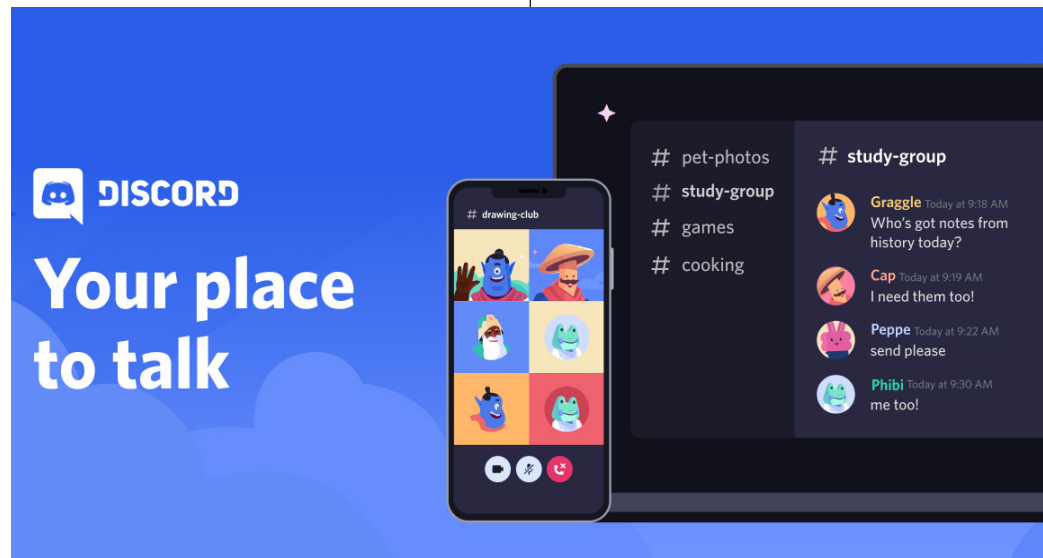 DISCORD
Your place
to talk
# drawing-club
# pet-photos
# study-group
# games
# cooking
# study-group
Graggle Today at 9:18 AM
Who's got notes from
history today?
Cap Today at 9:19 AM
I need them too!
Peppe Today at 9:22 AM
send please
Phibi Today at 9:30 AM
me too!